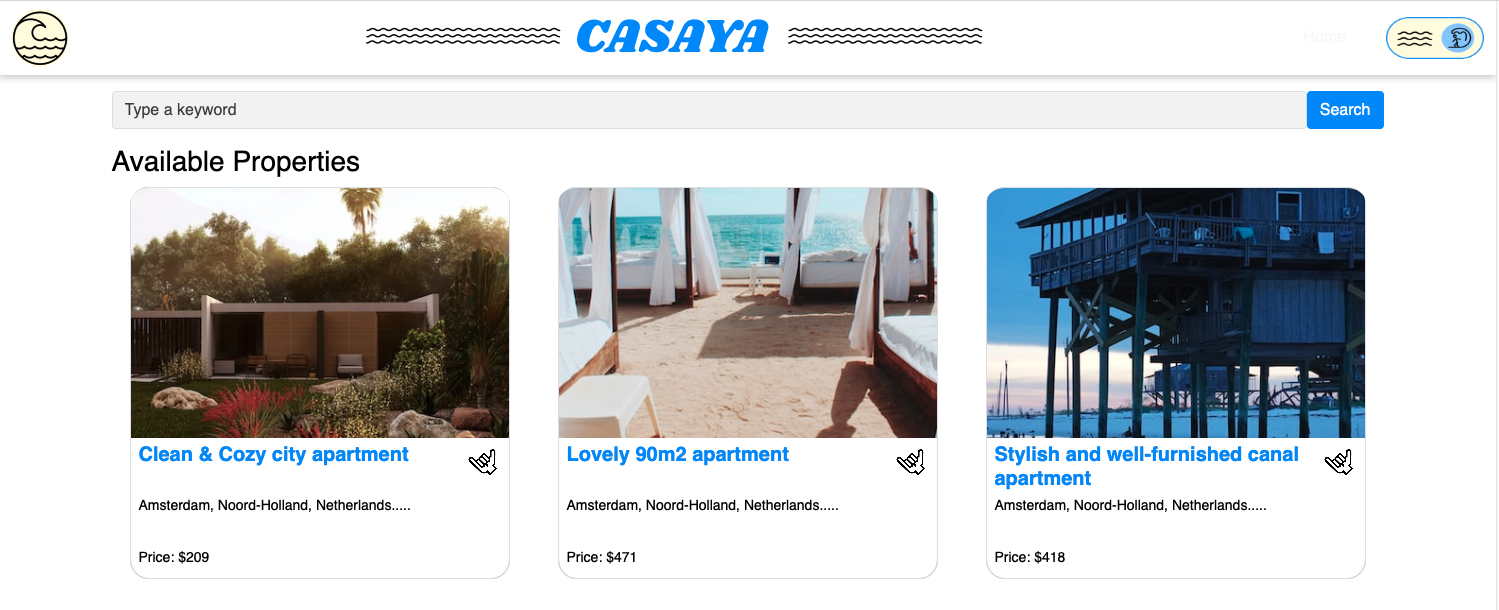 CASAYA
Home
Type a keyword
Search
Available Properties
Clean & Cozy city apartment
Amsterdam, Noord-Holland, Netherlands.....
Price: $209
Lovely 90m2 apartment
Amsterdam, Noord-Holland, Netherlands.....
Price: $471
Stylish and well-furnished canal
apartment
Amsterdam, Noord-Holland, Netherlands.....
Price: $418